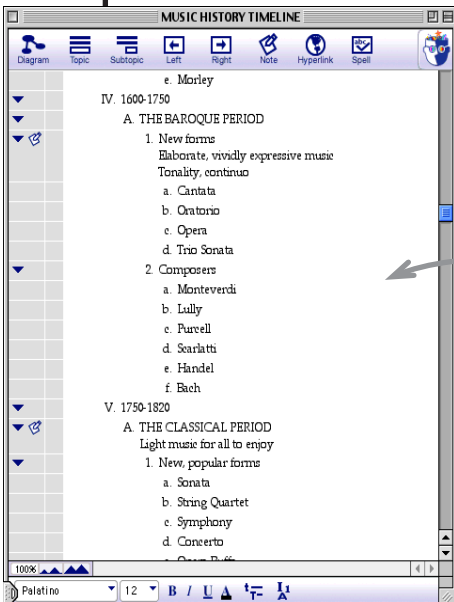 MUSIC HISTORY TIMELINE
Diagram Topic Subtopic Left Right Note Hyperlink Spell
e. Morley
IV. 1600-1750
A. THE BAROQUE PERIOD
1. New forms
Elaborate, vividly expressive music
Tonality, continuo
a. Cantata
b. Oratorio
c. Opera
d. Trio Sonata
2. Composers
a. Monteverdi
b. Lully
c. Purcell
d. Scarlatti
e. Handel
f. Bach
V. 1750-1820
A. THE CLASSICAL PERIOD
Light music for all to enjoy
1. New, popular forms
a. Sonata
b. String Quartet
c. Symphony
d. Concerto
100%
Palatino 12 B I U A